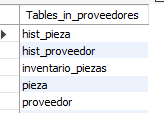 Tables_in_proveedores
hist_pieza
hist_proveedor
inventario_piezas
pieza
proveedor